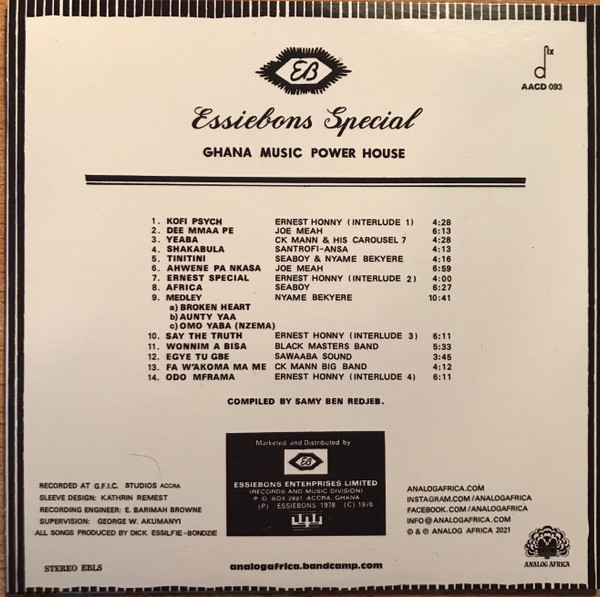 EB
x
AACD 093
Essiebons Special
GHANA MUSIC POWER HOUSE
1. KOFI PSYCH ERNEST HONNY (INTERLUDE 1) 4:28
2. DEE MMAA PE JOE MEAH 6:13
3. YEABA CK MANN & HIS CAROUSEL 7 4:28
4. SHAKABULA SANTROFI-ANSA 4:13
5. TINITINI SEABOY & NYAME BEKYERE 4:16
6. AHWENE PA NKASA JOE MEAH 6:59
7. ERNEST SPECIAL ERNEST HONNY (INTERLUDE 2) 4:00
8. AFRICA SEABOY 6:27
9. MEDLEY NYAME BEKYERE 10:41
a) BROKEN HEART
b) AUNTY YAA
c) OMO YABA (NZEMA)
10. SAY THE TRUTH ERNEST HONNY (INTERLUDE 3) 6:11
11. WONNIM A BISA BLACK MASTERS BAND 5:33
12. EGYE TU GBE SAWAABA SOUND 3:45
13. FA W'AKOMA MA ME CK MANN BIG BAND 4:12
14. ODO MFRAMA ERNEST HONNY (INTERLUDE 4) 6:11
COMPILED BY SAMY BEN REDJEB.
Marketed and Distributed by
EB
ESSIEBONS ENTERPRISES LIMITED
(RECORDS AND MUSIC DIVISION)
P. O. BOX 2991, ACCRA, GHANA
(P) ESSIEBONS 1978 (C) 1978
RECORDED AT G.F.I.C. STUDIOS ACCRA
SLEEVE DESIGN: KATHRIN REMEST
RECORDING ENGINEER: E. BARIMAH BROWNE
SUPERVISION: GEORGE W. AKUMANYI
ALL SONGS PRODUCED BY DICK ESSILFIE-BONDZIE
ANALOGAFRICA.COM
INSTAGRAM.COM/ANALOGAFRICA
FACEBOOK.COM/ANALOGAFRICA
INFO@ANALOGAFRICA.COM
© & ℗ ANALOG AFRICA 2021
STEREO EBLS
analogafrica.bandcamp.com
ANALOG AFRICA